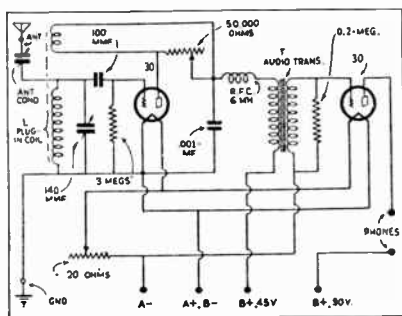 ANT
ANT
COND
L
PLUG-
IN COIL
100
MMF
30
50,000
OHMS
T
AUDIO TRANS.
0.2-MEG.
30
R.F.C.
6 MH
.001-
MF
140
MMF
3 MEGS
20 OHMS
GND
A-
A+, B-
B+, 45V
B+, 90V.
PHONES